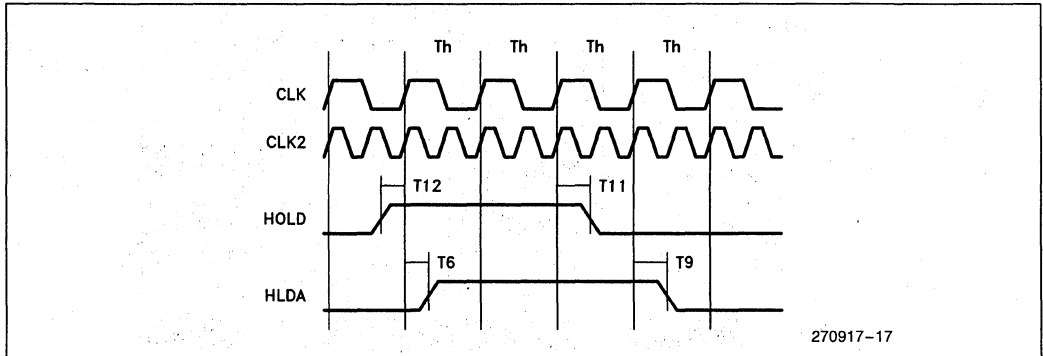 Th Th Th Th
CLK
CLK2
T12 T11
HOLD
T6 T9
HLDA
270917-17